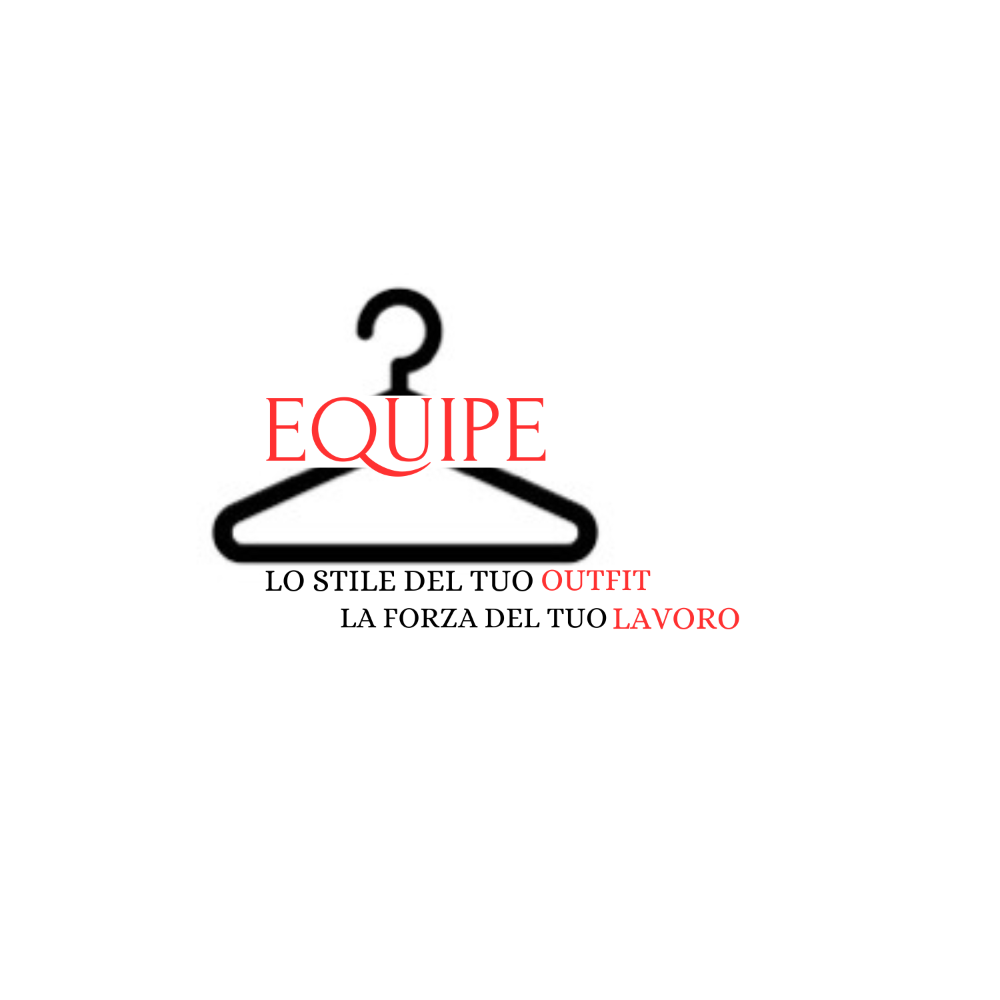 EQUIPE
LO STILE DEL TUO OUTFIT
LA FORZA DEL TUO LAVORO